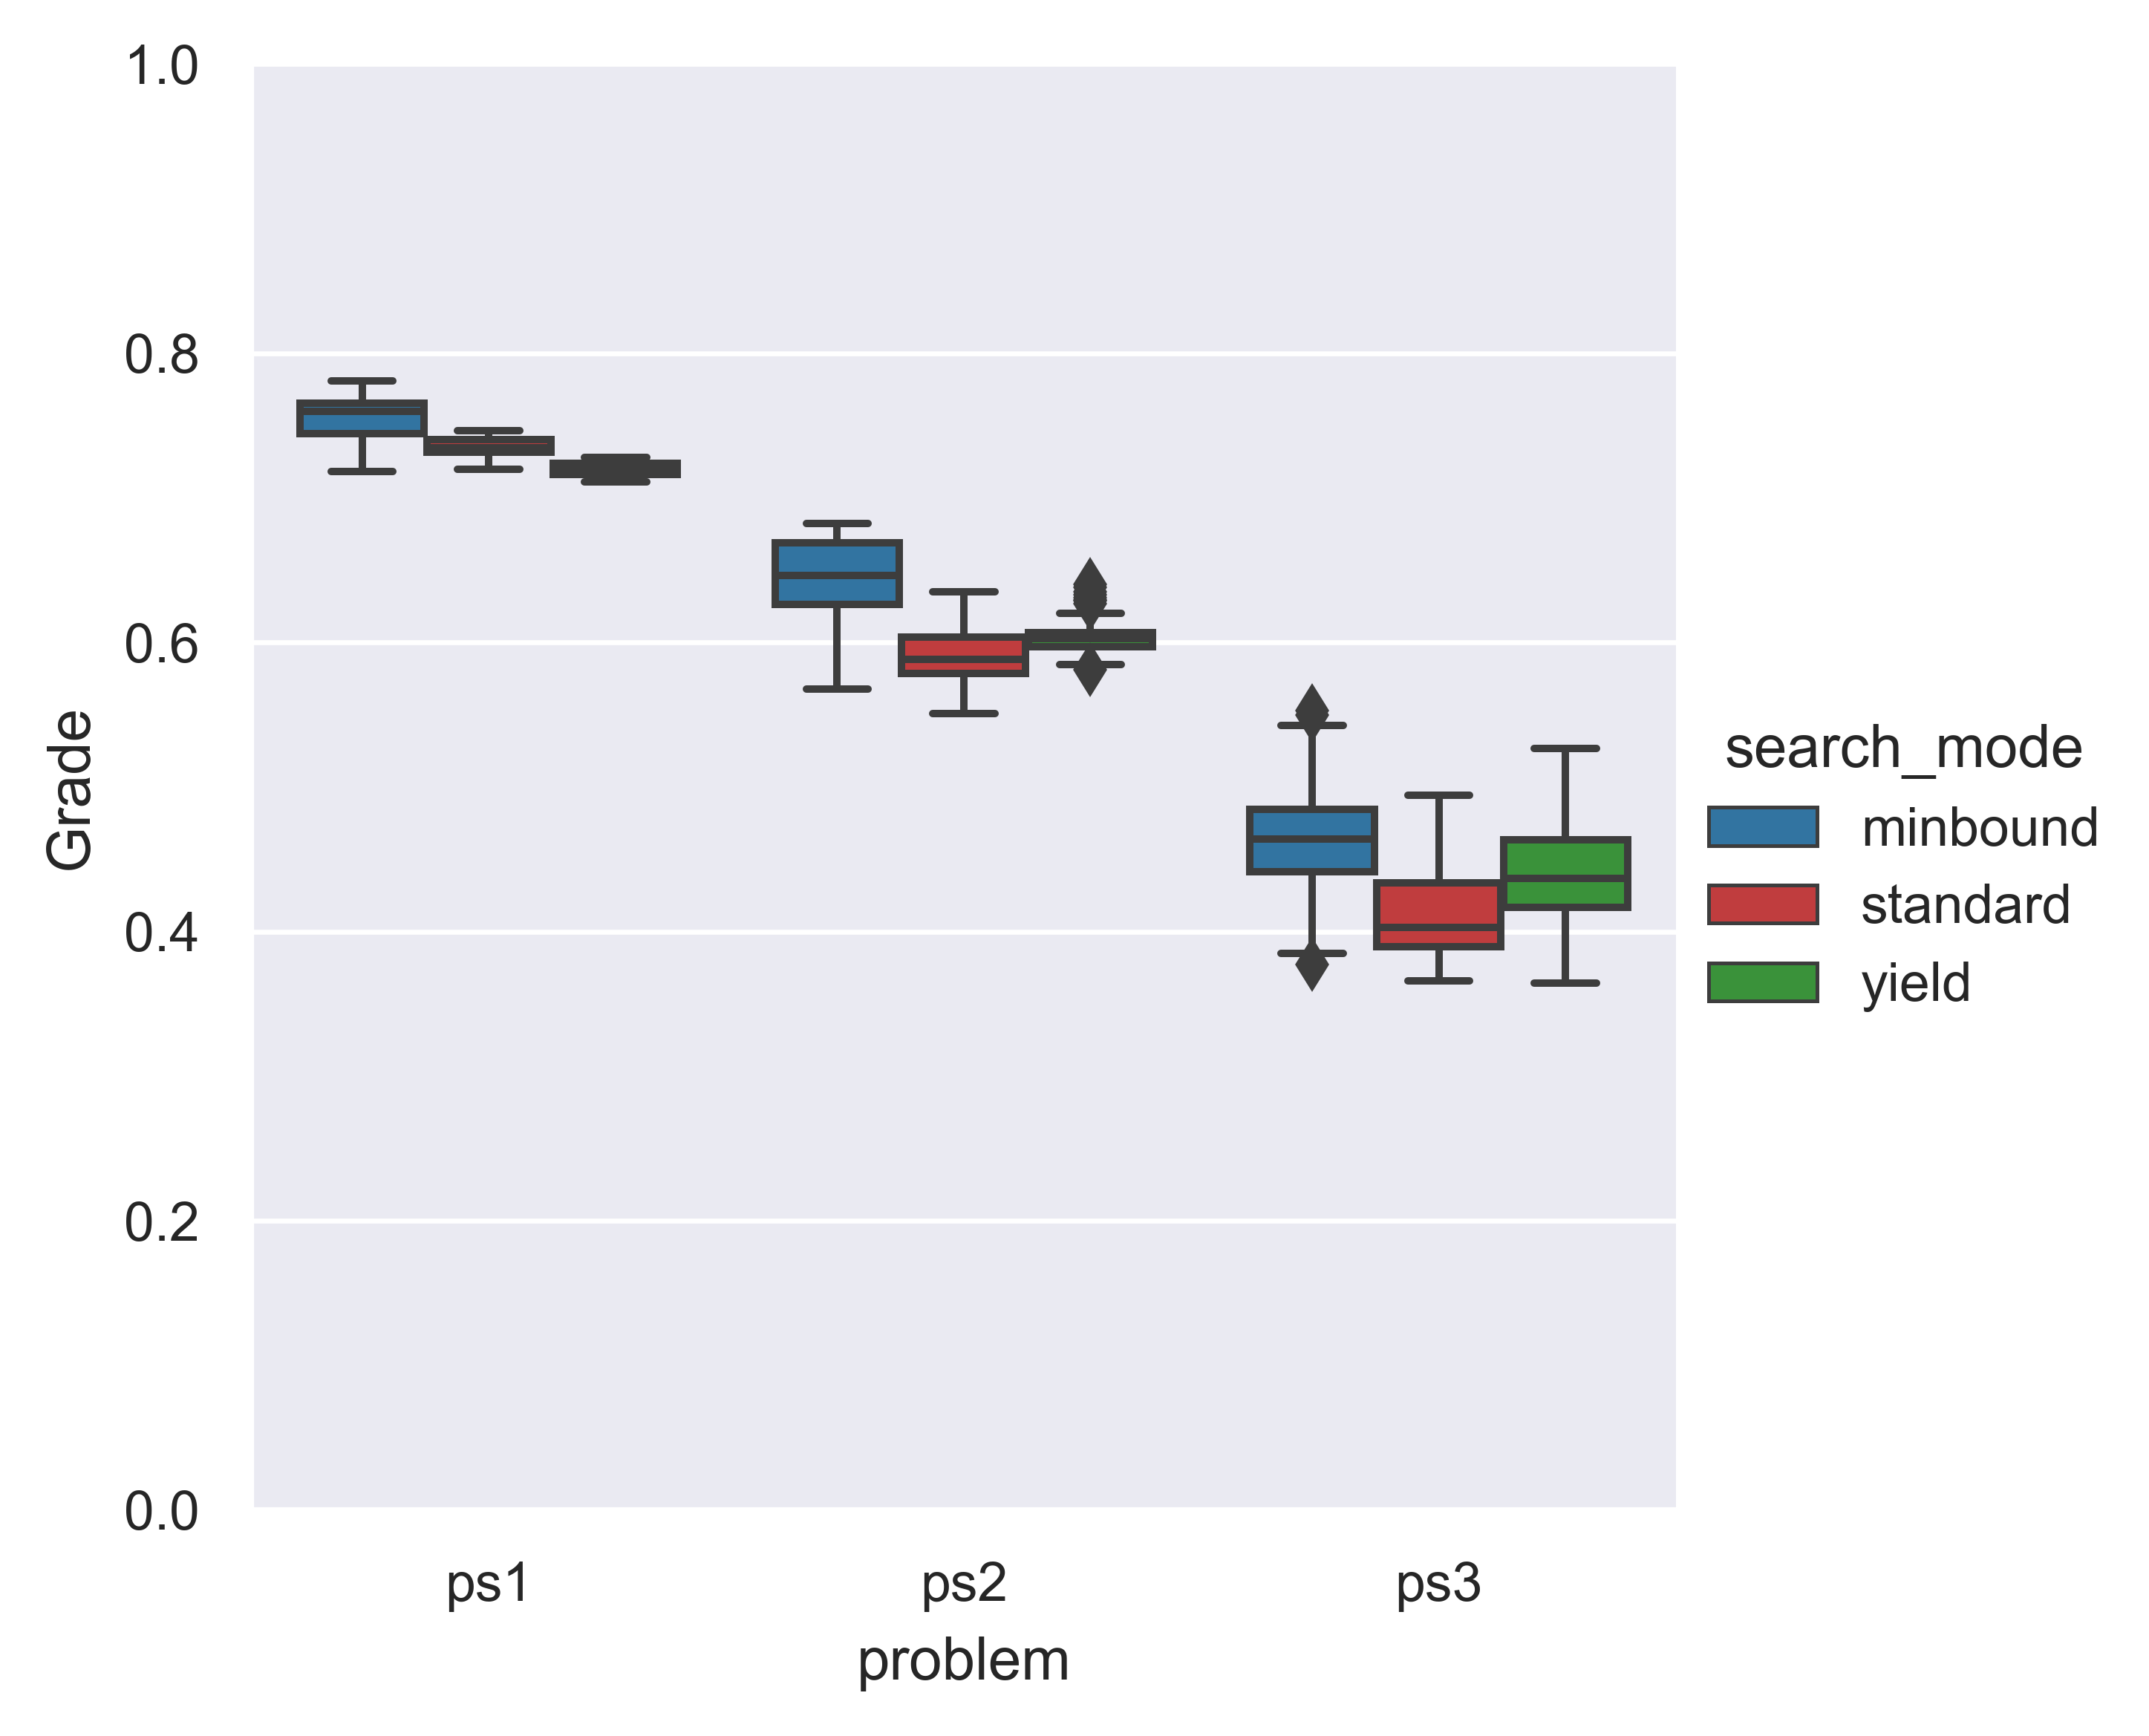 1.0
0.8
0.6
0.4
0.2
0.0
Grade
ps1 ps2 ps3
problem
search_mode
minbound
standard
yield